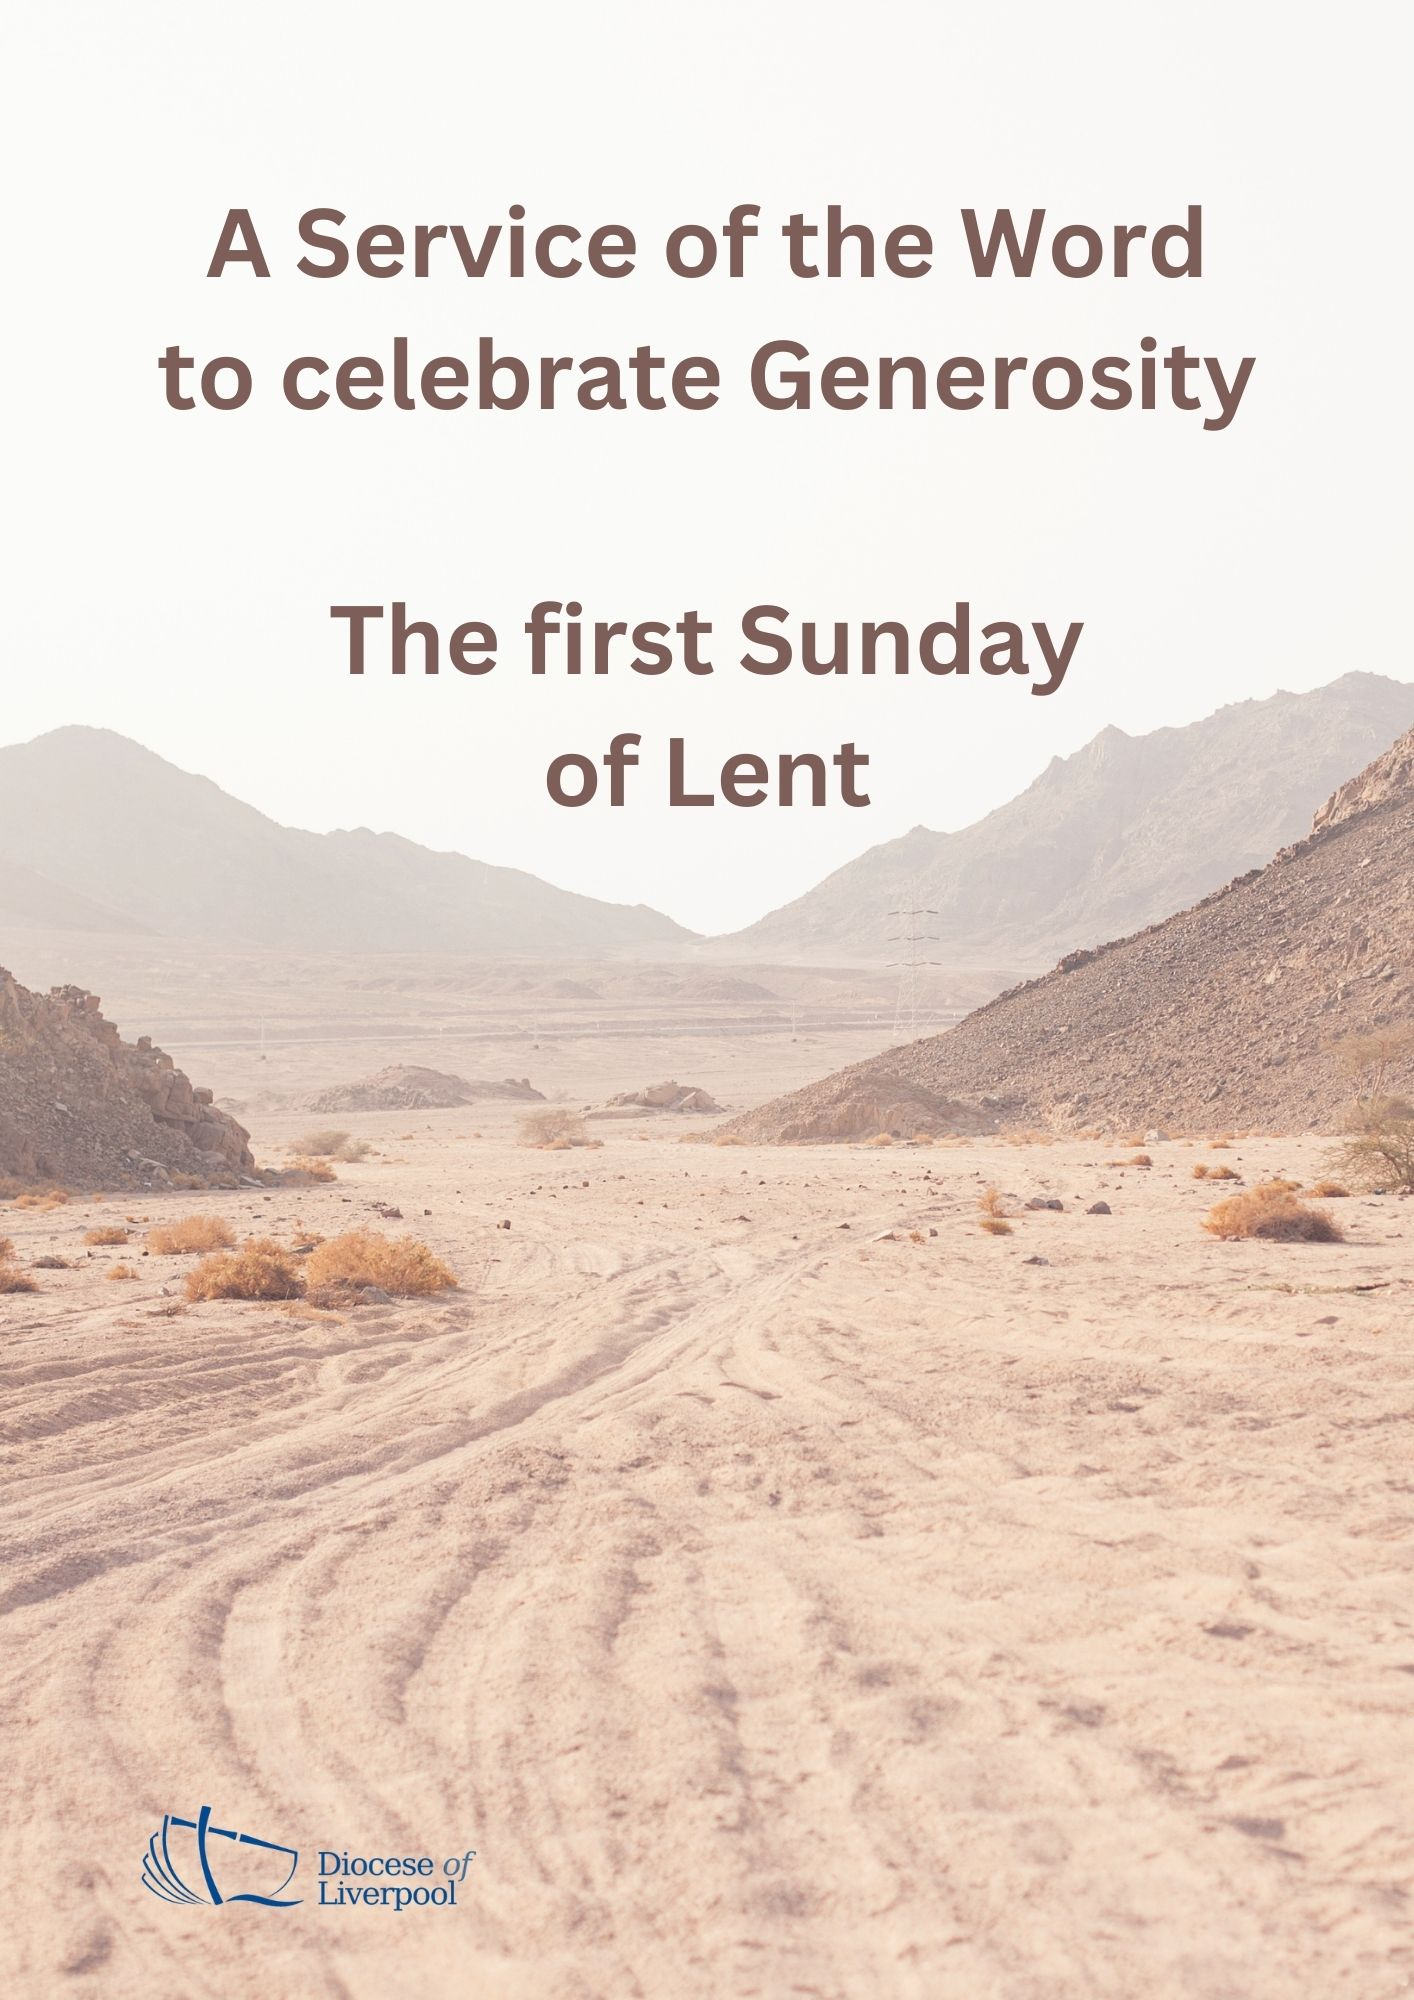 A Service of the Word
to celebrate Generosity
The first Sunday
of Lent
Diocese of
Liverpool